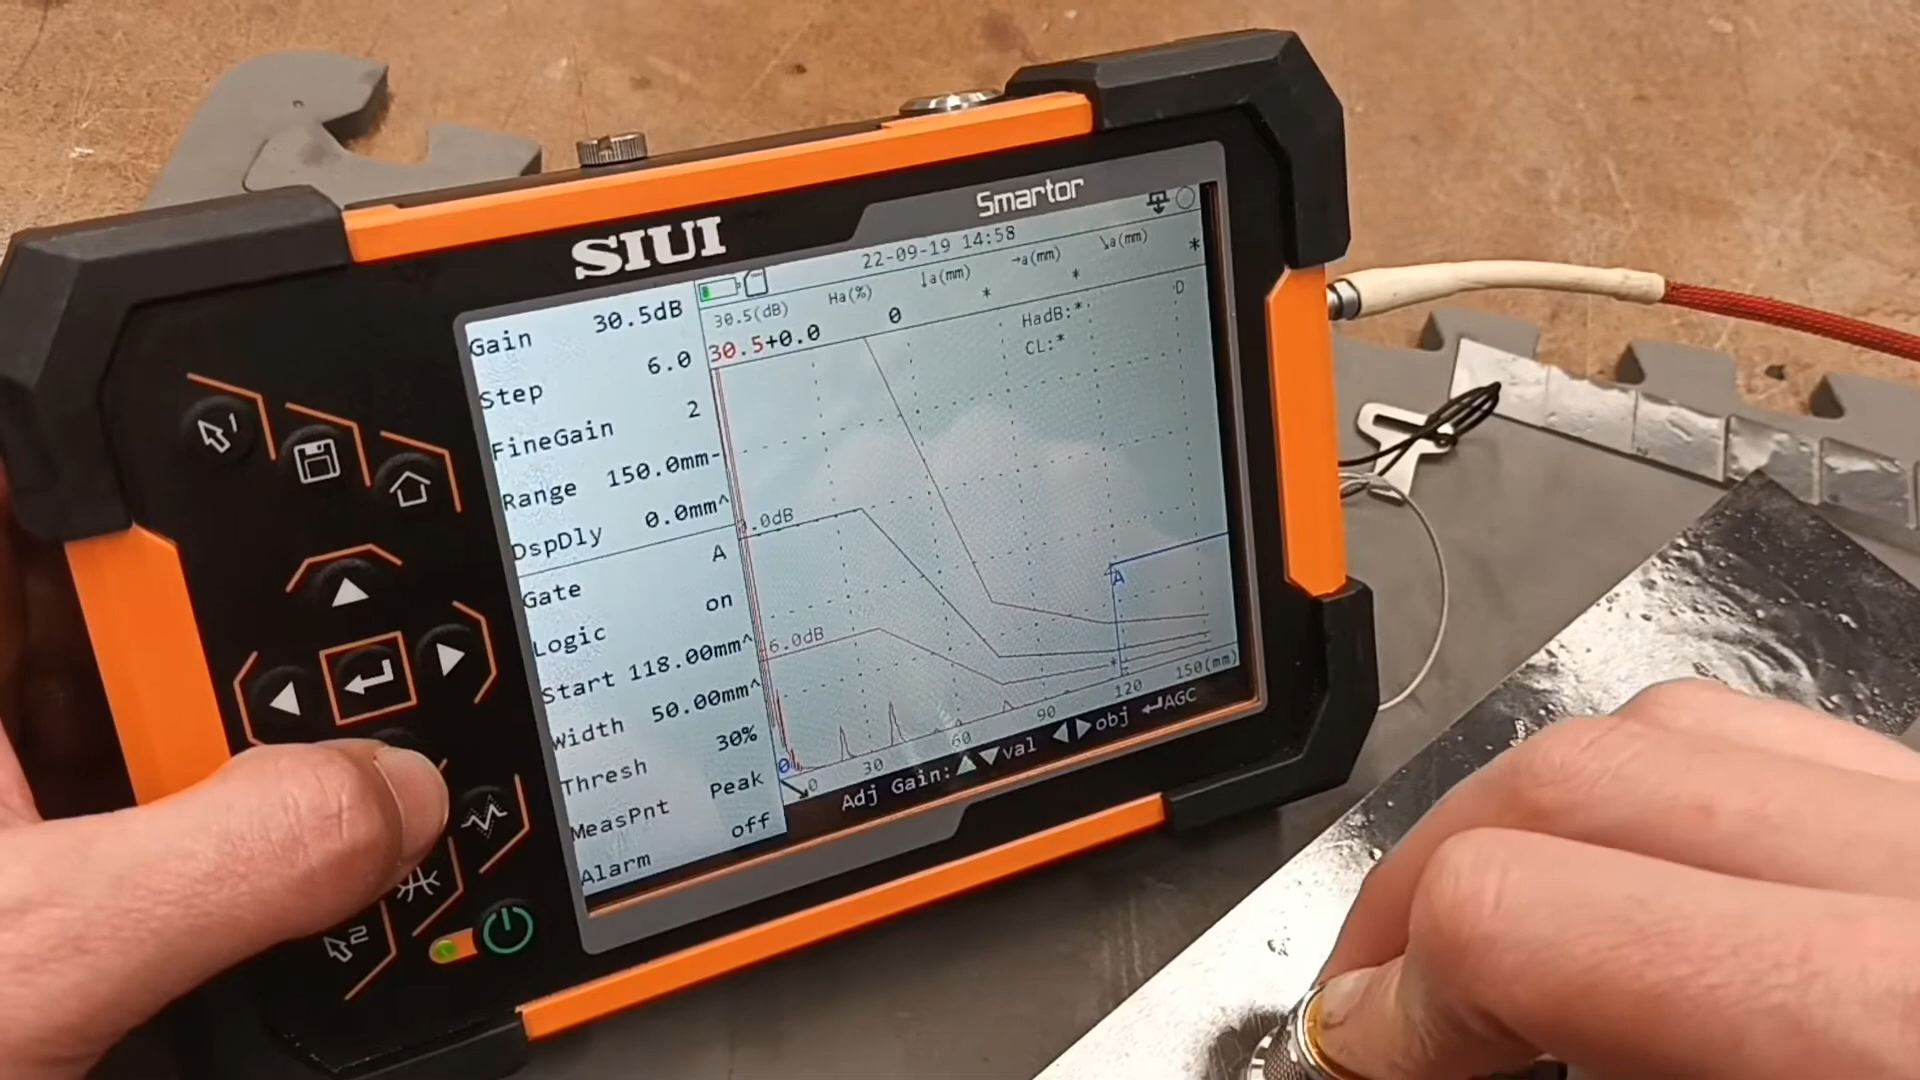 SIUI
Smartor
Gain 30.5dB
Step 6.0
FineGain 2
Range 150.0mm-
DspDly 0.0mm^
Gate A
Logic on
Start 118.00mm^
Width 50.00mm^
Thresh 30%
MeasPnt Peak
Alarm off
22-09-19 14:58
30.5(dB) Ha(%) ↓a(mm) →a(mm) ↘a(mm)
30.5+0.0 0 * * *
HadB:*
CL:*
D
.0dB
6.0dB
A
*
0
0 30 60 90 120 150(mm)
Adj Gain:▲▼val ◀▶obj ↵AGC
1
2